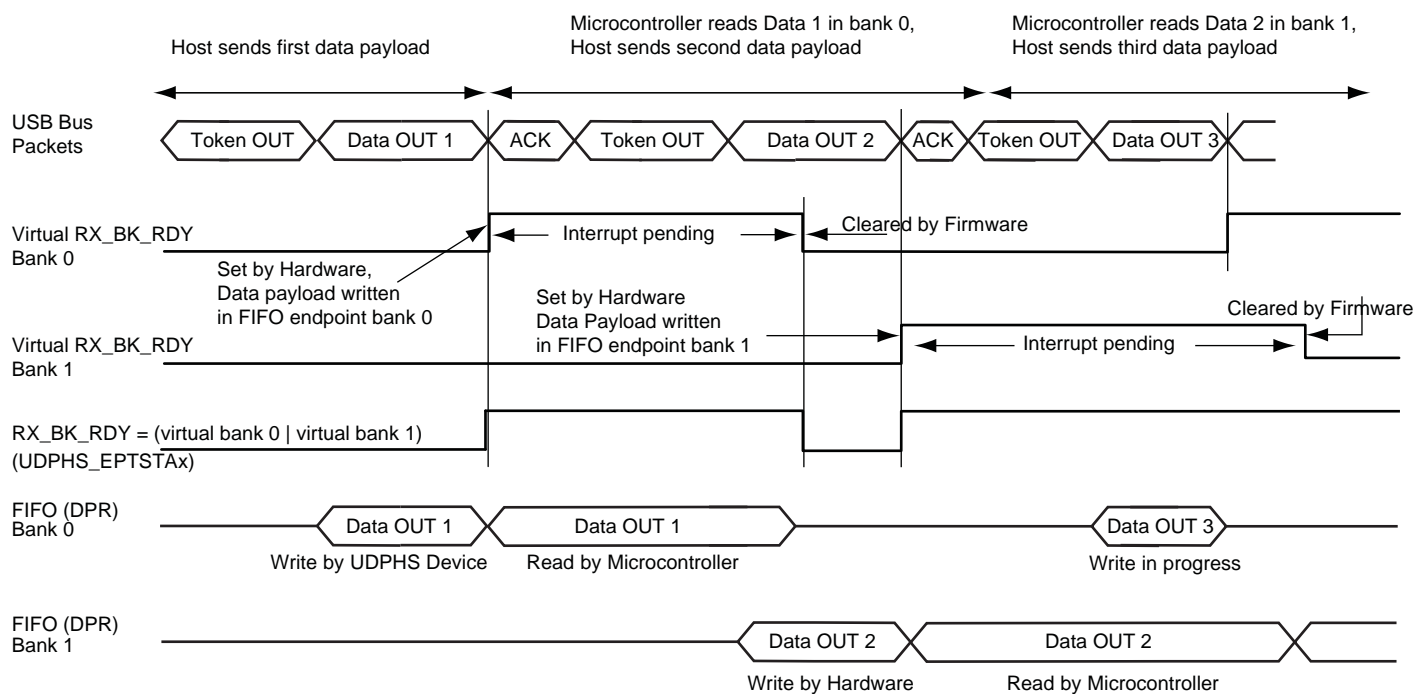 Host sends first data payload
Microcontroller reads Data 1 in bank 0,
Host sends second data payload
Microcontroller reads Data 2 in bank 1,
Host sends third data payload
USB Bus
Packets
Token OUT
Data OUT 1
ACK
Token OUT
Data OUT 2
ACK
Token OUT
Data OUT 3
Virtual RX_BK_RDY
Bank 0
Interrupt pending
Cleared by Firmware
Set by Hardware,
Data payload written
in FIFO endpoint bank 0
Set by Hardware
Data Payload written
in FIFO endpoint bank 1
Cleared by Firmware
Virtual RX_BK_RDY
Bank 1
Interrupt pending
RX_BK_RDY = (virtual bank 0 | virtual bank 1)
(UDPHS_EPTSTAx)
FIFO (DPR)
Bank 0
Data OUT 1
Data OUT 1
Data OUT 3
Write by UDPHS Device
Read by Microcontroller
Write in progress
FIFO (DPR)
Bank 1
Data OUT 2
Data OUT 2
Write by Hardware
Read by Microcontroller